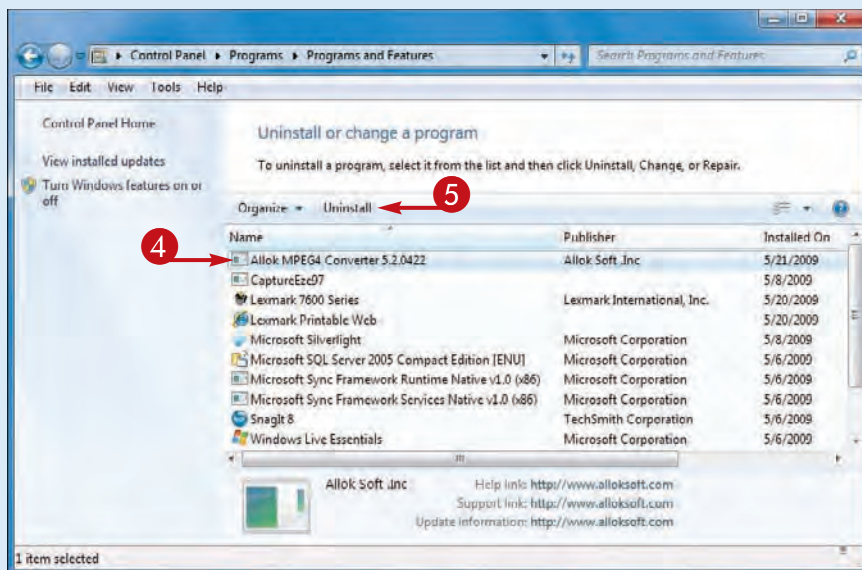 Control Panel ▸ Programs ▸ Programs and Features
Search Programs and Features
File Edit View Tools Help
Control Panel Home
View installed updates
Turn Windows features on or
off
Uninstall or change a program
To uninstall a program, select it from the list and then click Uninstall, Change, or Repair.
Organize Uninstall 5
Name Publisher Installed On
4 Allok MPEG4 Converter 5.2.0422 Allok Soft .Inc 5/21/2009
CaptureEze97 5/8/2009
Lexmark 7600 Series Lexmark International, Inc. 5/20/2009
Lexmark Printable Web 5/20/2009
Microsoft Silverlight Microsoft Corporation 5/8/2009
Microsoft SQL Server 2005 Compact Edition [ENU] Microsoft Corporation 5/6/2009
Microsoft Sync Framework Runtime Native v1.0 (x86) Microsoft Corporation 5/6/2009
Microsoft Sync Framework Services Native v1.0 (x86) Microsoft Corporation 5/6/2009
SnagIt 8 TechSmith Corporation 5/6/2009
Windows Live Essentials Microsoft Corporation 5/6/2009
Allok Soft .Inc Help link: http://www.alloksoft.com
Support link: http://www.alloksoft.com
Update information: http://www.alloksoft.com
1 item selected